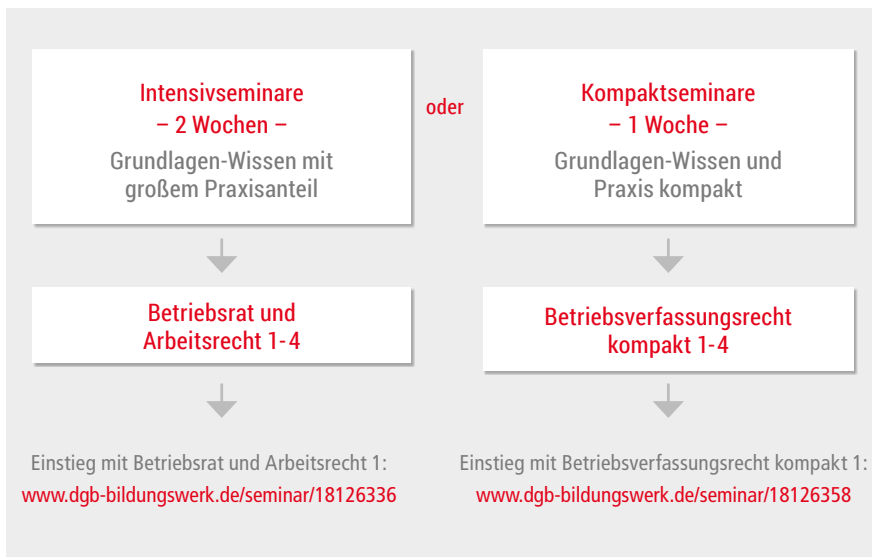 Intensivseminare
– 2 Wochen –
Grundlagen-Wissen mit
großem Praxisanteil
oder
Kompaktseminare
– 1 Woche –
Grundlagen-Wissen und
Praxis kompakt
Betriebsrat und
Arbeitsrecht 1-4
Betriebsverfassungsrecht
kompakt 1-4
Einstieg mit Betriebsrat und Arbeitsrecht 1:
www.dgb-bildungswerk.de/seminar/18126336
Einstieg mit Betriebsverfassungsrecht kompakt 1:
www.dgb-bildungswerk.de/seminar/18126358